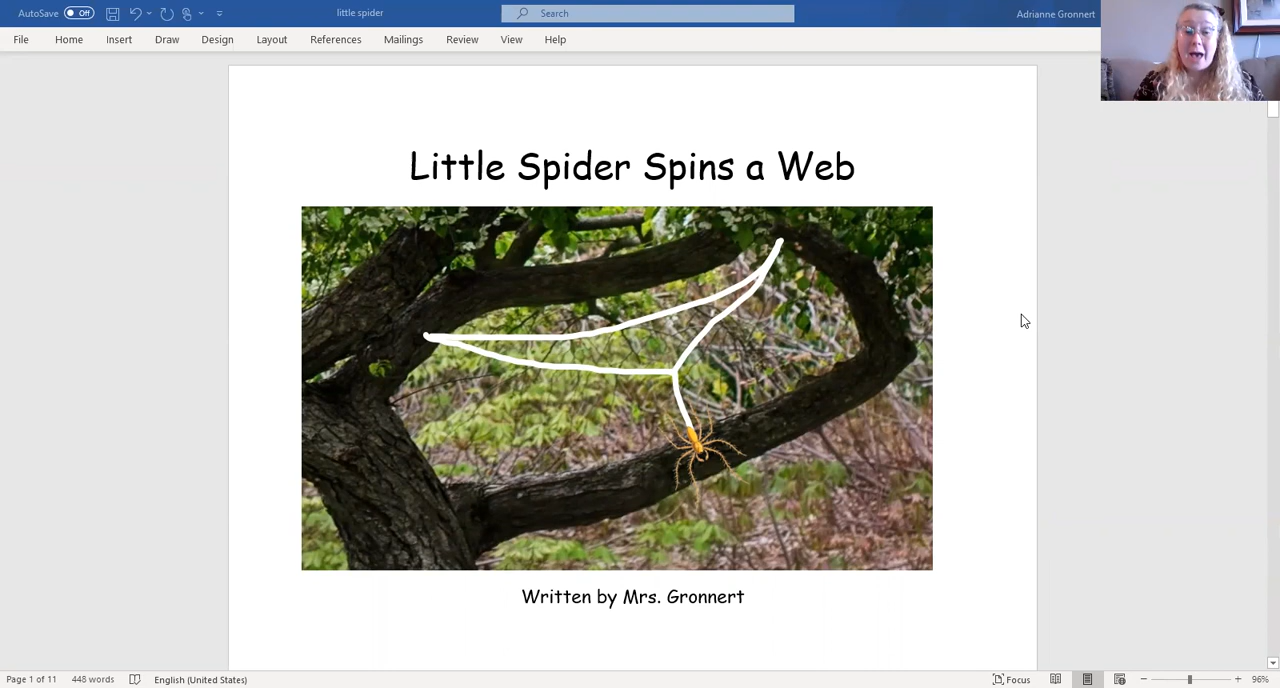 AutoSave Off little spider Search Adrianne Gronnert
File Home Insert Draw Design Layout References Mailings Review View Help
Little Spider Spins a Web
Written by Mrs. Gronnert
Page 1 of 11 448 words English (United States) Focus 96%